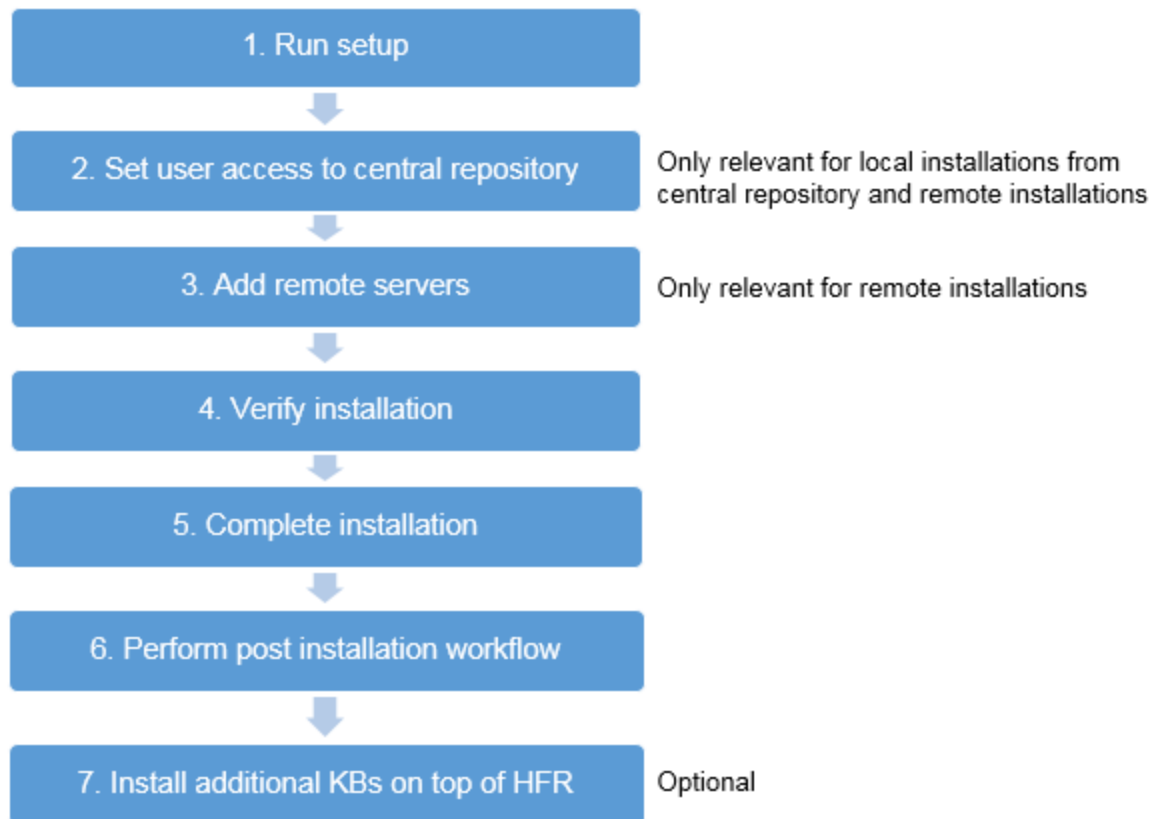 1. Run setup
2. Set user access to central repository
Only relevant for local installations from
central repository and remote installations
3. Add remote servers
Only relevant for remote installations
4. Verify installation
5. Complete installation
6. Perform post installation workflow
7. Install additional KBs on top of HFR
Optional